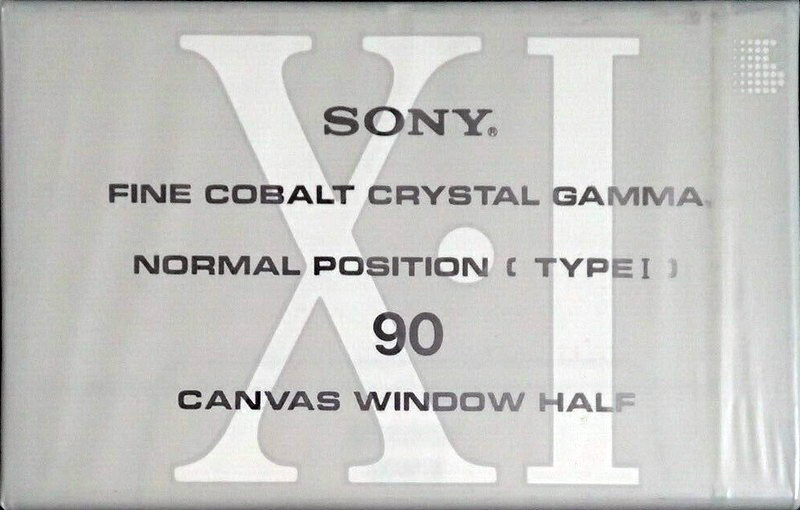 X·I
SONY®
FINE COBALT CRYSTAL GAMMA
NORMAL POSITION [ TYPE I ]
90
CANVAS WINDOW HALF